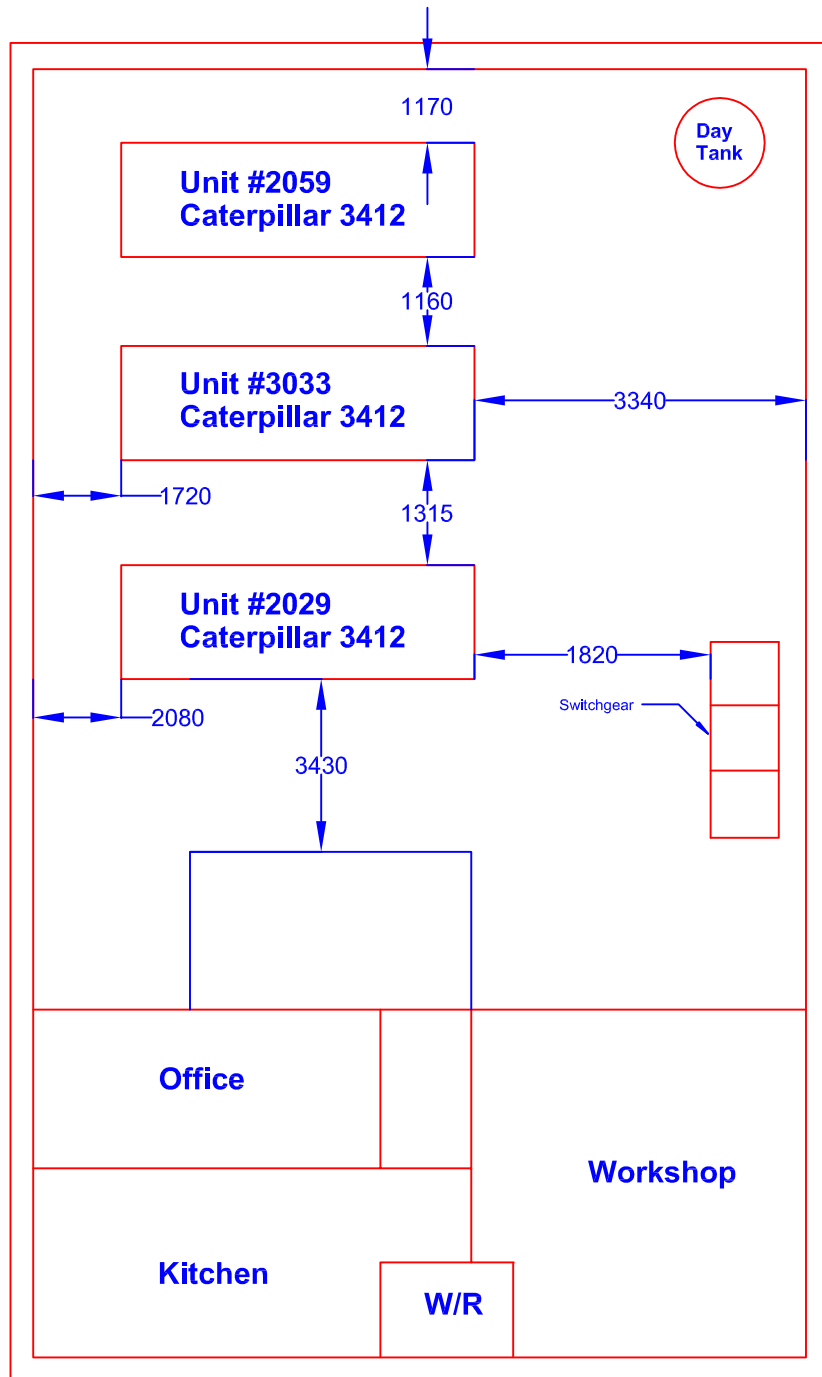 1170
Day
Tank
Unit #2059
Caterpillar 3412
1160
Unit #3033
Caterpillar 3412
3340
1720
1315
Unit #2029
Caterpillar 3412
1820
Switchgear
2080
3430
Office
Workshop
Kitchen
W/R